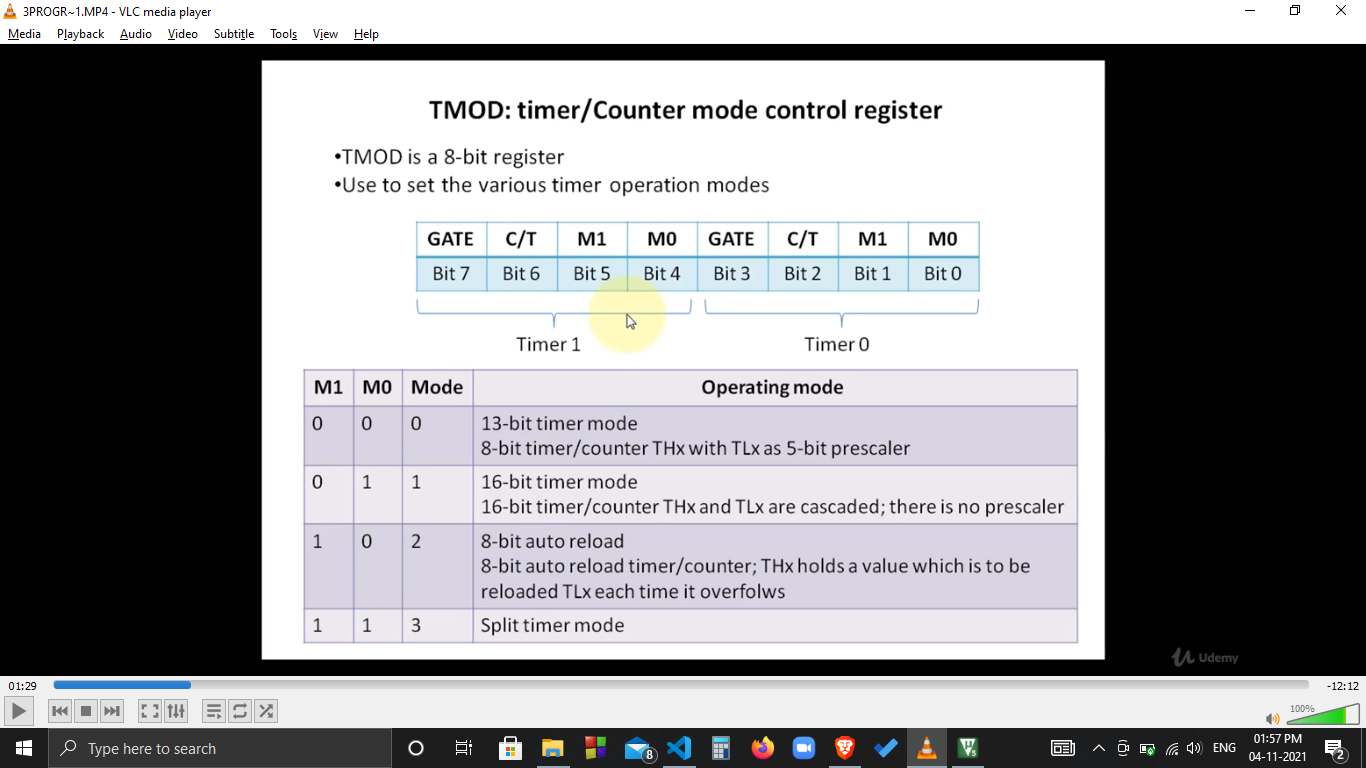 3PROGR~1.MP4 - VLC media player
Media Playback Audio Video Subtitle Tools View Help
TMOD: timer/Counter mode control register
•TMOD is a 8-bit register
•Use to set the various timer operation modes
GATE C/T M1 M0 GATE C/T M1 M0
Bit 7 Bit 6 Bit 5 Bit 4 Bit 3 Bit 2 Bit 1 Bit 0
Timer 1 Timer 0
M1 M0 Mode Operating mode
0 0 0 13-bit timer mode
8-bit timer/counter THx with TLx as 5-bit prescaler
0 1 1 16-bit timer mode
16-bit timer/counter THx and TLx are cascaded; there is no prescaler
1 0 2 8-bit auto reload
8-bit auto reload timer/counter; THx holds a value which is to be
reloaded TLx each time it overfolws
1 1 3 Split timer mode
Udemy
01:29 -12:12
100%
Type here to search
8
ENG
01:57 PM
04-11-2021
2